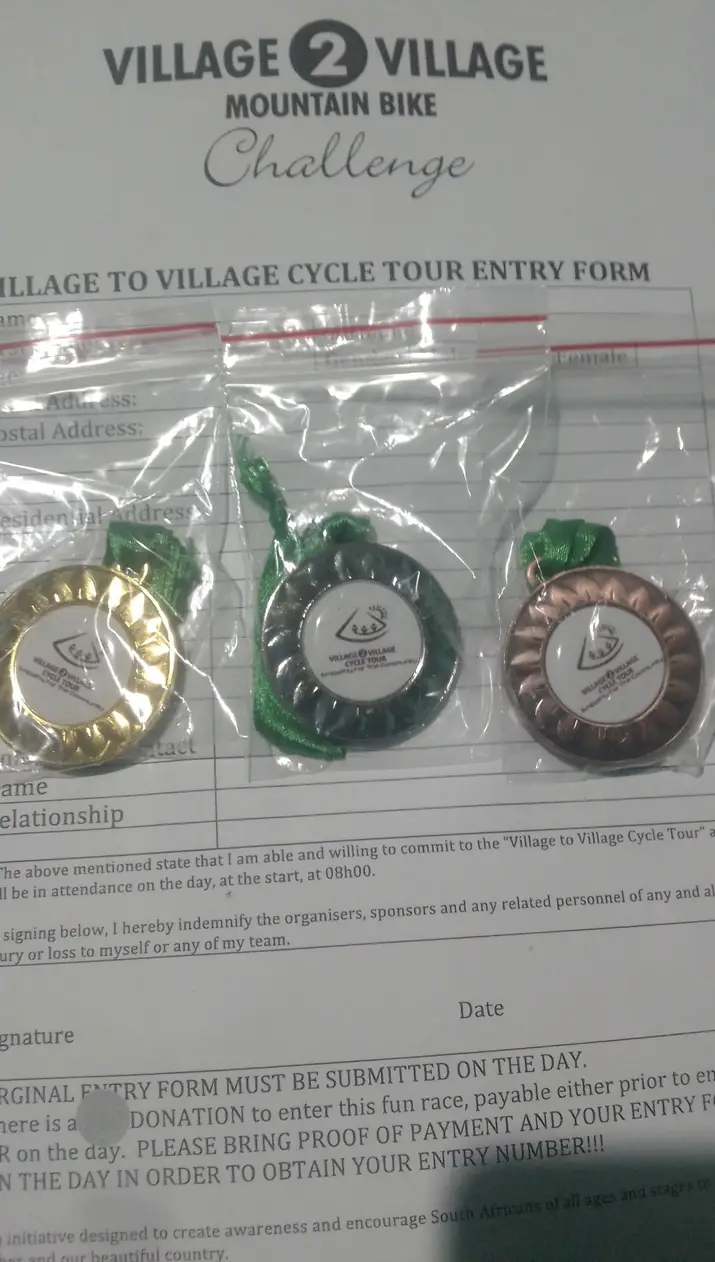 VILLAGE 2 VILLAGE
MOUNTAIN BIKE
Challenge
ILLAGE TO VILLAGE CYCLE TOUR ENTRY FORM
ame
Female
Address:
ostal Address:
esidential Address
VILLAGE 2 VILLAGE
CYCLE TOUR
VILLAGE 2 VILLAGE
CYCLE TOUR
VILLAGE 2 VILLAGE
CYCLE TOUR
tact
ame
elationship
The above mentioned state that I am able and willing to commit to the "Village to Village Cycle Tour" a
ll be in attendance on the day, at the start, at 08h00.
signing below, I hereby indemnify the organisers, sponsors and any related personnel of any and al
ury or loss to myself or any of my team.
gnature
Date
RGINAL ENTRY FORM MUST BE SUBMITTED ON THE DAY.
here is a DONATION to enter this fun race, payable either prior to en
R on the day. PLEASE BRING PROOF OF PAYMENT AND YOUR ENTRY F
N THE DAY IN ORDER TO OBTAIN YOUR ENTRY NUMBER!!!
initiative designed to create awareness and encourage South Africans of all ages and stages to
her and our beautiful country.